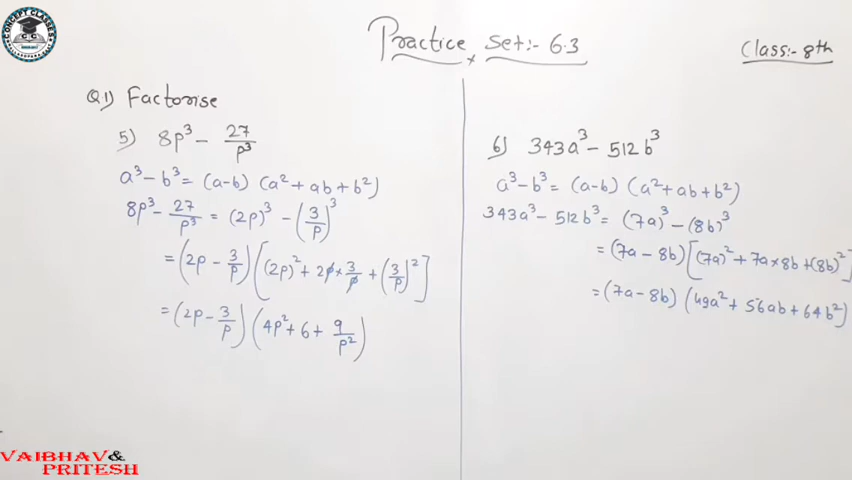 CONCEPT CLASSES
Practice Set:- 6.3
Class:- 8th
Q.1) Factorise
5) 8p³ - 27/p³
a³ - b³ = (a-b) (a² + ab + b²)
8p³ - 27/p³ = (2p)³ - (3/p)³
= (2p - 3/p) [(2p)² + 2p × 3/p + (3/p)²]
= (2p - 3/p) (4p² + 6 + 9/p²)
6) 343a³ - 512b³
a³ - b³ = (a-b) (a² + ab + b²)
343a³ - 512b³ = (7a)³ - (8b)³
= (7a - 8b) [(7a)² + 7a × 8b + (8b)²]
= (7a - 8b) (49a² + 56ab + 64b²)
VAIBHAV&
PRITESH